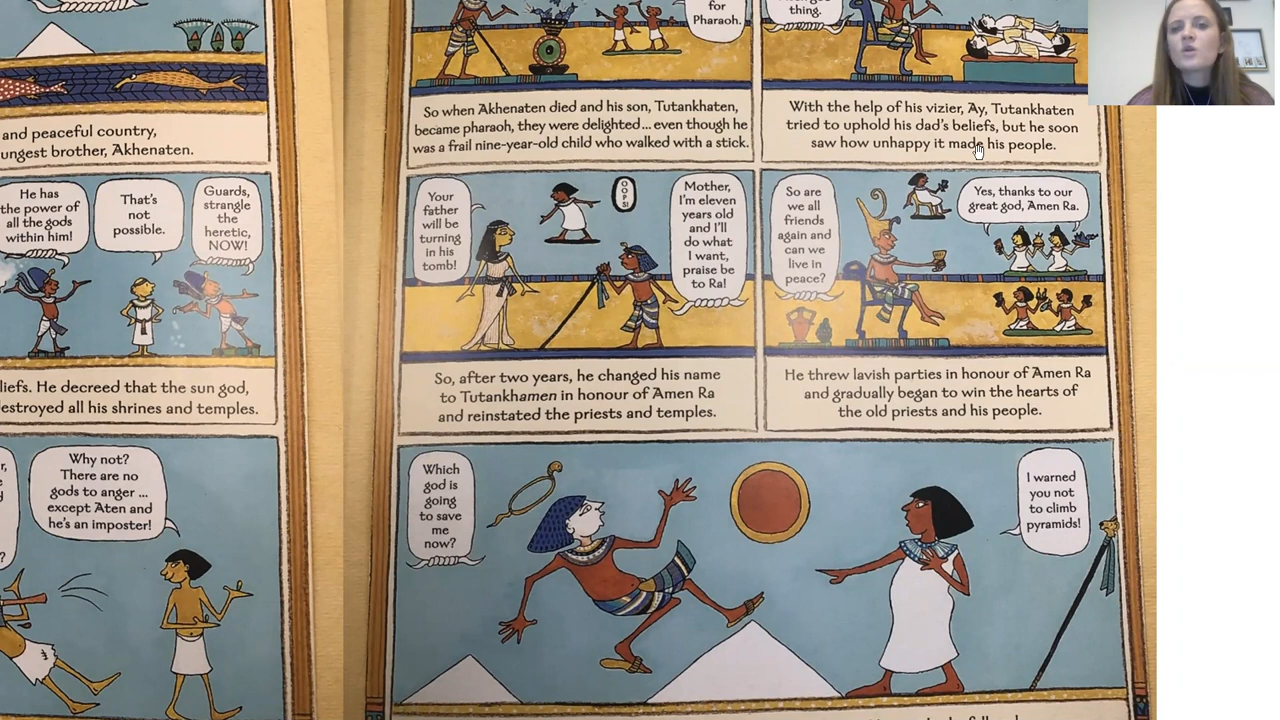 and peaceful country,
ungest brother, Akhenaten.
He has
the power of
all the gods
within him!
That's
not
possible.
Guards,
strangle
the
heretic,
NOW!
liefs. He decreed that the sun god,
destroyed all his shrines and temples.
Why not?
There are no
gods to anger ...
except Aten and
he's an imposter!
for
Pharaoh.
thing.
So when Akhenaten died and his son, Tutankhaten,
became pharaoh, they were delighted... even though he
was a frail nine-year-old child who walked with a stick.
With the help of his vizier, Ay, Tutankhaten
tried to uphold his dad's beliefs, but he soon
saw how unhappy it made his people.
Your
father
will be
turning
in his
tomb!
OOPS!
Mother,
I'm eleven
years old
and I'll
do what
I want,
praise be
to Ra!
So, after two years, he changed his name
to Tutankhamen in honour of Amen Ra
and reinstated the priests and temples.
So are
we all
friends
again and
can we
live in
peace?
Yes, thanks to our
great god, Amen Ra.
He threw lavish parties in honour of Amen Ra
and gradually began to win the hearts of
the old priests and his people.
Which
god is
going
to save
me
now?
I warned
you not
to climb
pyramids!